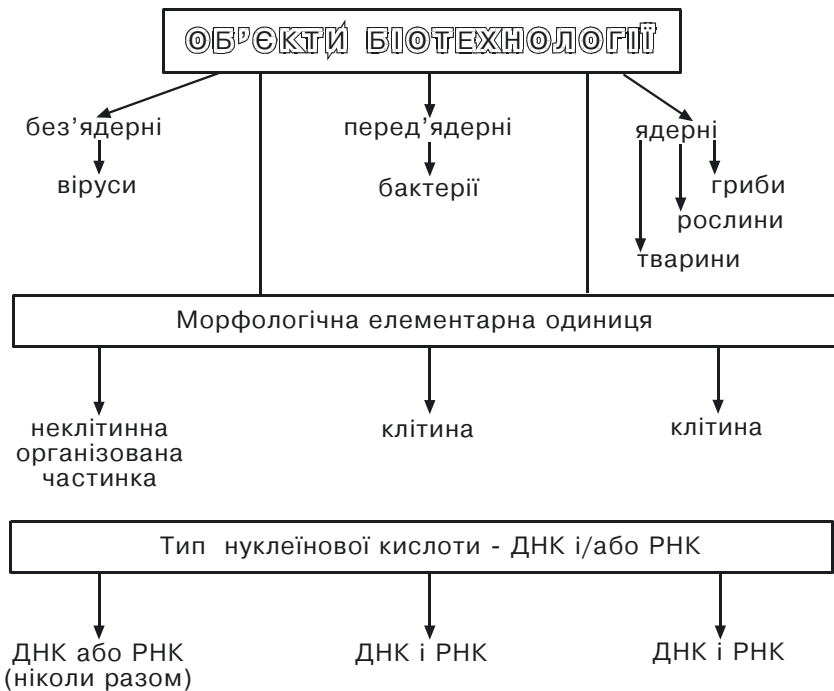 ОБ’ЄКТИ БІОТЕХНОЛОГІЇ
без’ядерні
перед’ядерні
ядерні
віруси
бактерії
гриби
рослини
тварини
Морфологічна елементарна одиниця
неклітинна
організована
частинка
клітина
клітина
Тип нуклеїнової кислоти - ДНК і/або РНК
ДНК або РНК
(ніколи разом)
ДНК і РНК
ДНК і РНК